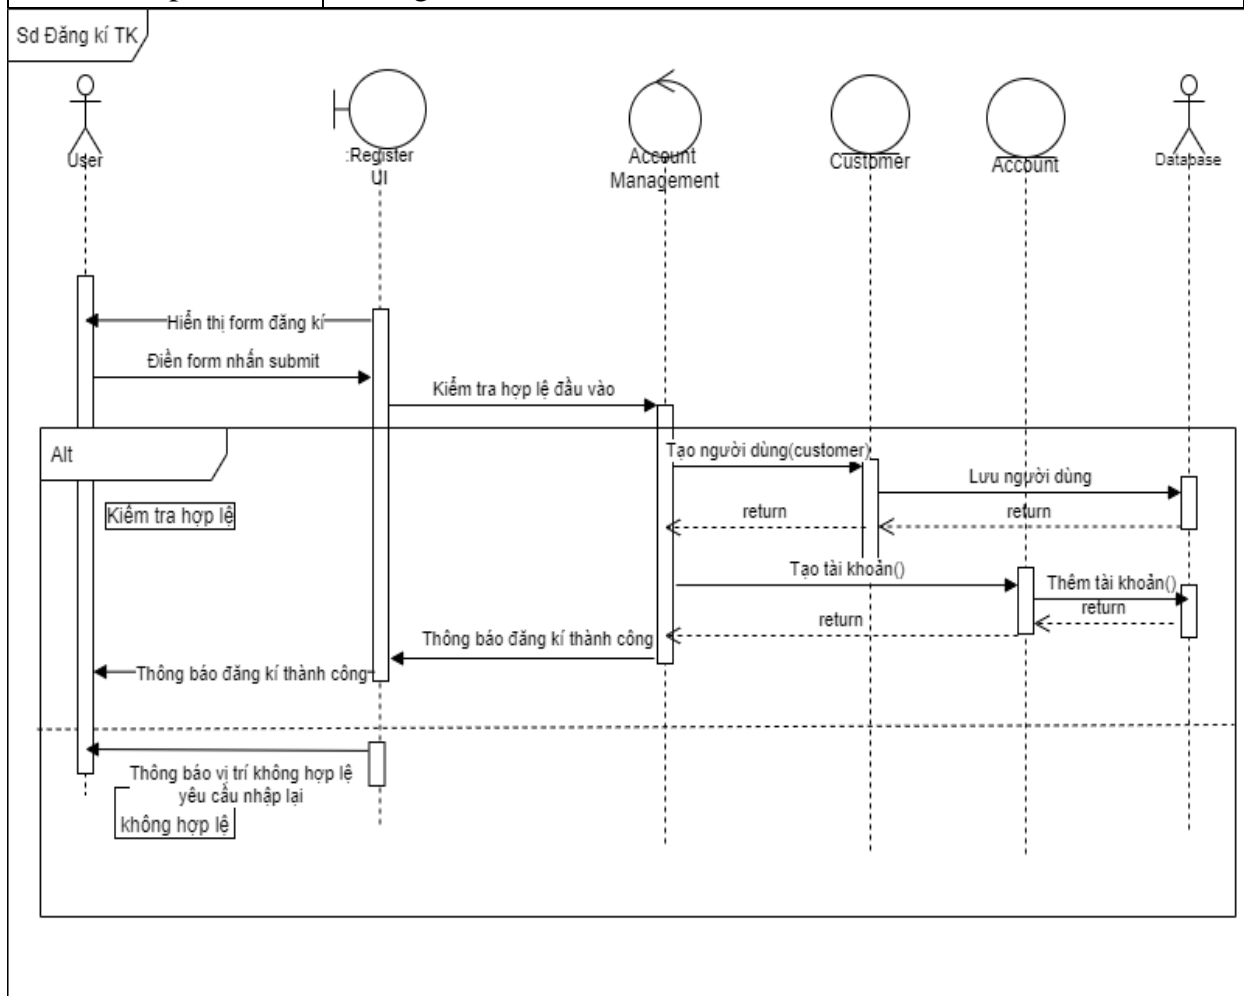 Sd Đăng kí TK
User
:Register
UI
Account
Management
Customer
Account
Database
Hiển thị form đăng kí
Điền form nhấn submit
Kiểm tra hợp lệ đầu vào
Alt
Tạo người dùng(customer)
Lưu người dùng
Kiểm tra hợp lệ
return
return
Tạo tài khoản()
Thêm tài khoản()
return
return
Thông báo đăng kí thành công
Thông báo đăng kí thành công
Thông báo vị trí không hợp lệ
yêu cầu nhập lại
không hợp lệ